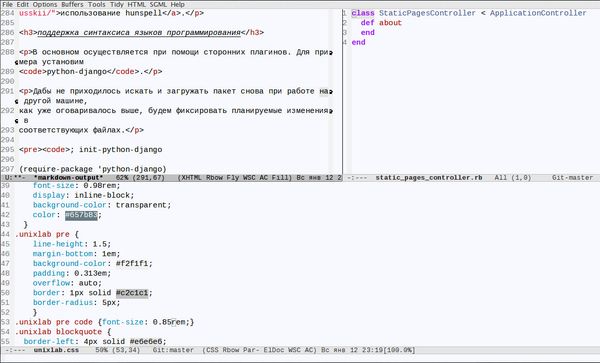 File Edit Options Buffers Tools Tidy HTML SGML Help
284 usskii/">использование hunspell</a>.</p>
285
286 <h3>поддержка синтаксиса языков программирования</h3>
287
288 <p>В основном осуществляется при помощи сторонних плагинов. Для при
мера установим
289 <code>python-django</code>.</p>
290
291 <p>Дабы не приходилось искать и загружать пакет снова при работе на
другой машине,
292 как уже оговаривалось выше, будем фиксировать планируемые изменения
в
293 соответствующих файлах.</p>
294
295 <pre><code>; init-python-django
296
297 (require-package 'python-django)
U:**- *markdown-output* 62% (291,67) (XHTML Rbow Fly WSC AC Fill) Вс янв 12 2
1 class StaticPagesController < ApplicationController
2 def about
3 end
4 end
-:--- static_pages_controller.rb All (1,0) Git-master
39 font-size: 0.98rem;
40 display: inline-block;
41 background-color: transparent;
42 color: #657b83;
43 }
44 .unixlab pre {
45 line-height: 1.5;
46 margin-bottom: 1em;
47 background-color: #f2f1f1;
48 padding: 0.313em;
49 overflow: auto;
50 border: 1px solid #c2c1c1;
51 border-radius: 5px;
52 }
53 .unixlab pre code {font-size: 0.85rem;}
54 .unixlab blockquote {
55 border-left: 4px solid #e6e6e6;
-:--- unixlab.css 50% (53,34) Git:master (CSS Rbow Par- ElDoc WSC AC) Вс янв 12 23:19[100.0%]